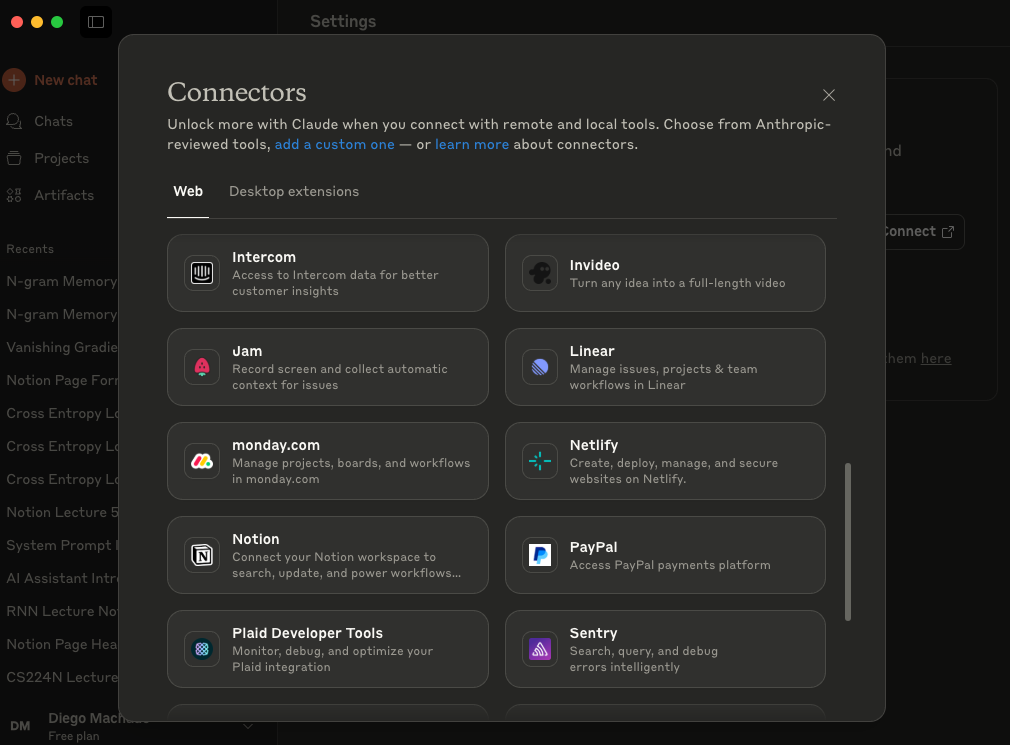 Settings
New chat
Chats
Projects
Artifacts
Recents
N-gram Memory
N-gram Memory
Vanishing Gradie
Notion Page Forr
Cross Entropy Lo
Cross Entropy Lo
Cross Entropy Lo
Notion Lecture 5
System Prompt
AI Assistant Intr
RNN Lecture No
Notion Page Hea
CS224N Lecture
DM
Diego Machado
Free plan
Connectors
Unlock more with Claude when you connect with remote and local tools. Choose from Anthropic-
reviewed tools, add a custom one — or learn more about connectors.
Web
Desktop extensions
Intercom
Access to Intercom data for better
customer insights
Invideo
Turn any idea into a full-length video
Jam
Record screen and collect automatic
context for issues
Linear
Manage issues, projects & team
workflows in Linear
monday.com
Manage projects, boards, and workflows
in monday.com
Netlify
Create, deploy, manage, and secure
websites on Netlify.
Notion
Connect your Notion workspace to
search, update, and power workflows...
PayPal
Access PayPal payments platform
Plaid Developer Tools
Monitor, debug, and optimize your
Plaid integration
Sentry
Search, query, and debug
errors intelligently
nd
Connect
them here